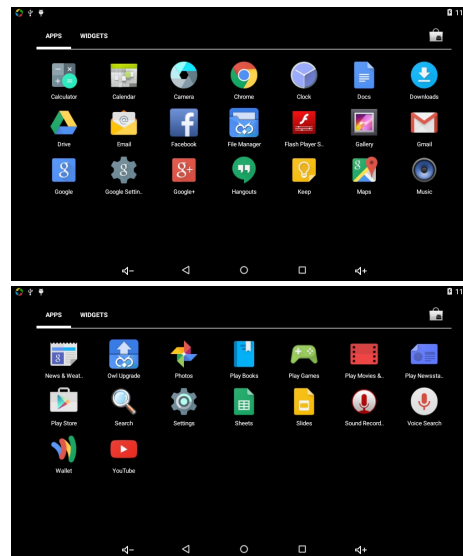 11
APPS WIDGETS
Calculator Calendar Camera Chrome Clock Docs Downloads
Drive Email Facebook File Manager Flash Player S.. Gallery Gmail
Google Google Settin.. Google+ Hangouts Keep Maps Music
11
APPS WIDGETS
News & Weat.. Owl Upgrade Photos Play Books Play Games Play Movies &.. Play Newssta..
Play Store Search Settings Sheets Slides Sound Record.. Voice Search
Wallet YouTube